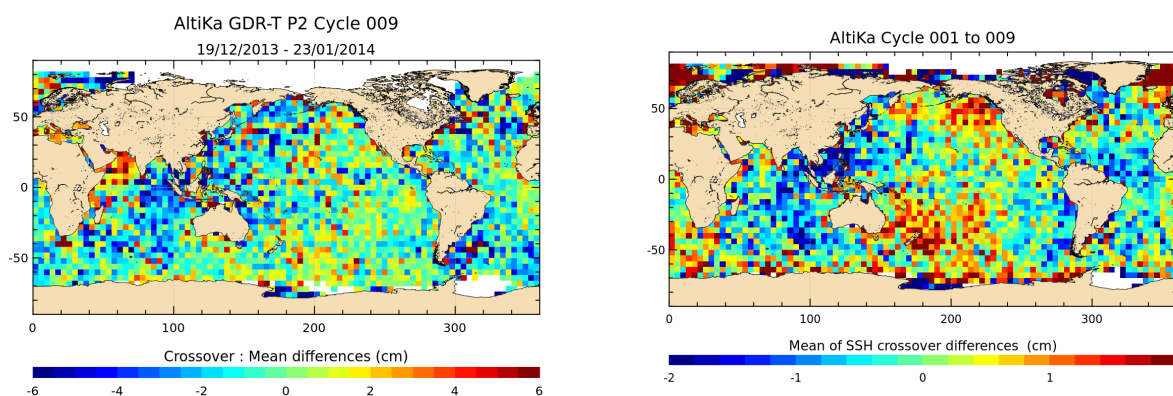 AltiKa GDR-T P2 Cycle 009
19/12/2013 - 23/01/2014
50
0
-50
0 100 200 300
Crossover : Mean differences (cm)
-6 -4 -2 0 2 4 6
AltiKa Cycle 001 to 009
50
0
-50
0 100 200 300
Mean of SSH crossover differences (cm)
-2 -1 0 1